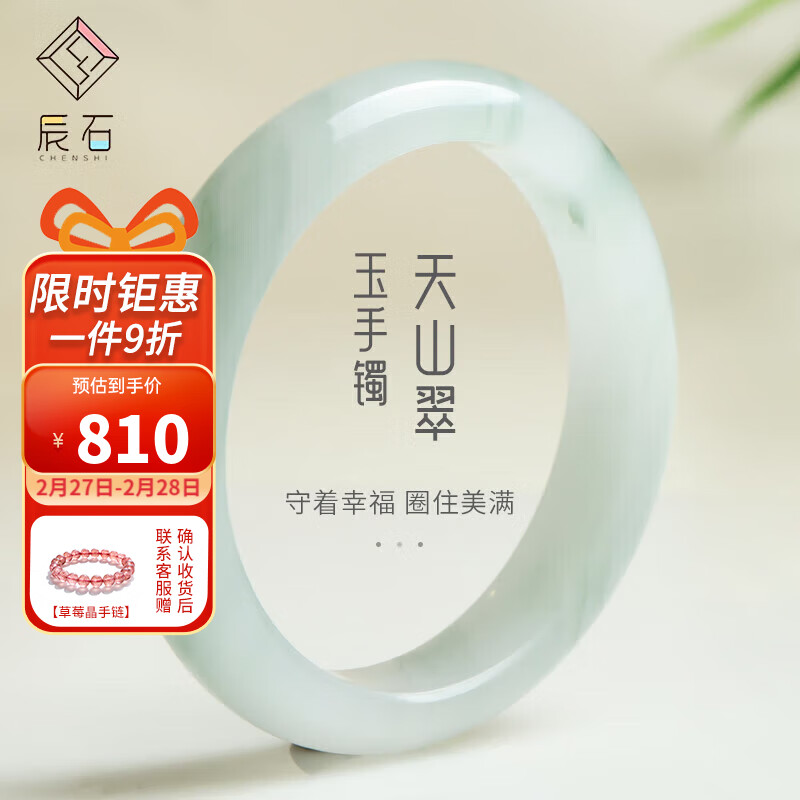 辰石
CHENSHI
限时钜惠
一件9折
预估到手价
¥ 810
2月27日-2月28日
确认收货后
联系客服赠
【草莓晶手链】
天山翠
玉手镯
守着幸福 圈住美满